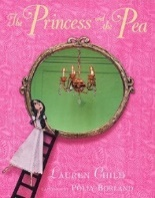 The Princess and the Pea
LAUREN CHILD
POLLY BORLAND